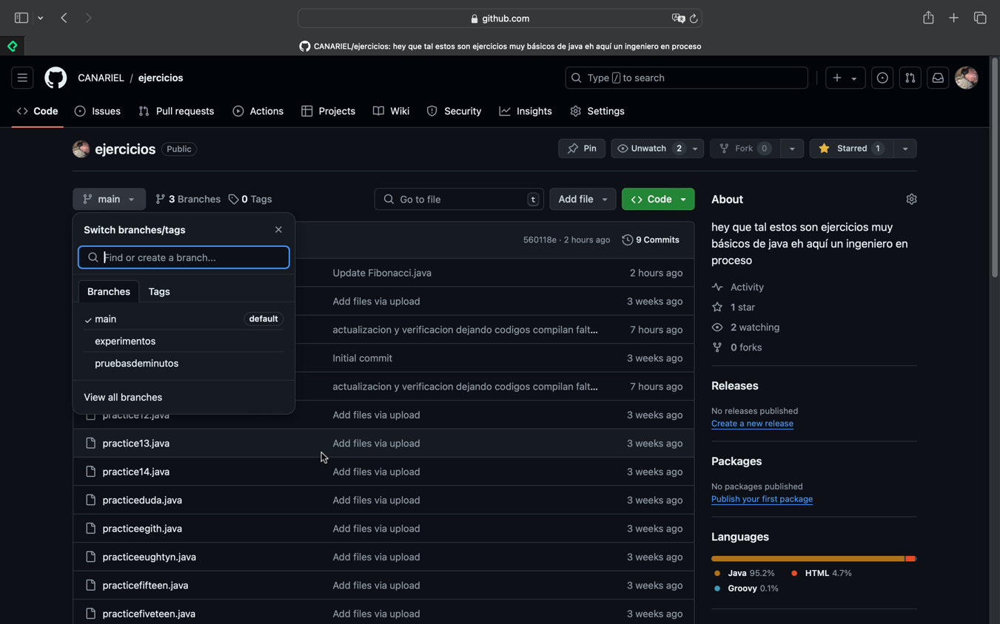 github.com
CANARIEL/ejercicios: hey que tal estos son ejercicios muy básicos de java eh aquí un ingeniero en proceso
CANARIEL / ejercicios
Type / to search
Code Issues Pull requests Actions Projects Wiki Security Insights Settings
ejercicios Public
Pin Unwatch 2 Fork 0 Starred 1
main 3 Branches 0 Tags Go to file t Add file Code
Switch branches/tags
Find or create a branch...
Branches Tags
main default
experimentos
pruebasdeminutos
View all branches
560118e · 2 hours ago 9 Commits
Update Fibonacci.java 2 hours ago
Add files via upload 3 weeks ago
actualizacion y verificacion dejando codigos compilan falt... 7 hours ago
Initial commit 3 weeks ago
actualizacion y verificacion dejando codigos compilan falt... 7 hours ago
practice12.java Add files via upload 3 weeks ago
practice13.java Add files via upload 3 weeks ago
practice14.java Add files via upload 3 weeks ago
practiceduda.java Add files via upload 3 weeks ago
practiceegith.java Add files via upload 3 weeks ago
practiceeughtyn.java Add files via upload 3 weeks ago
practicefifteen.java Add files via upload 3 weeks ago
practicefiveteen.java Add files via upload 3 weeks ago
About
hey que tal estos son ejercicios muy
básicos de java eh aquí un ingeniero en
proceso
Activity
1 star
2 watching
0 forks
Releases
No releases published
Create a new release
Packages
No packages published
Publish your first package
Languages
Java 95.2% HTML 4.7%
Groovy 0.1%